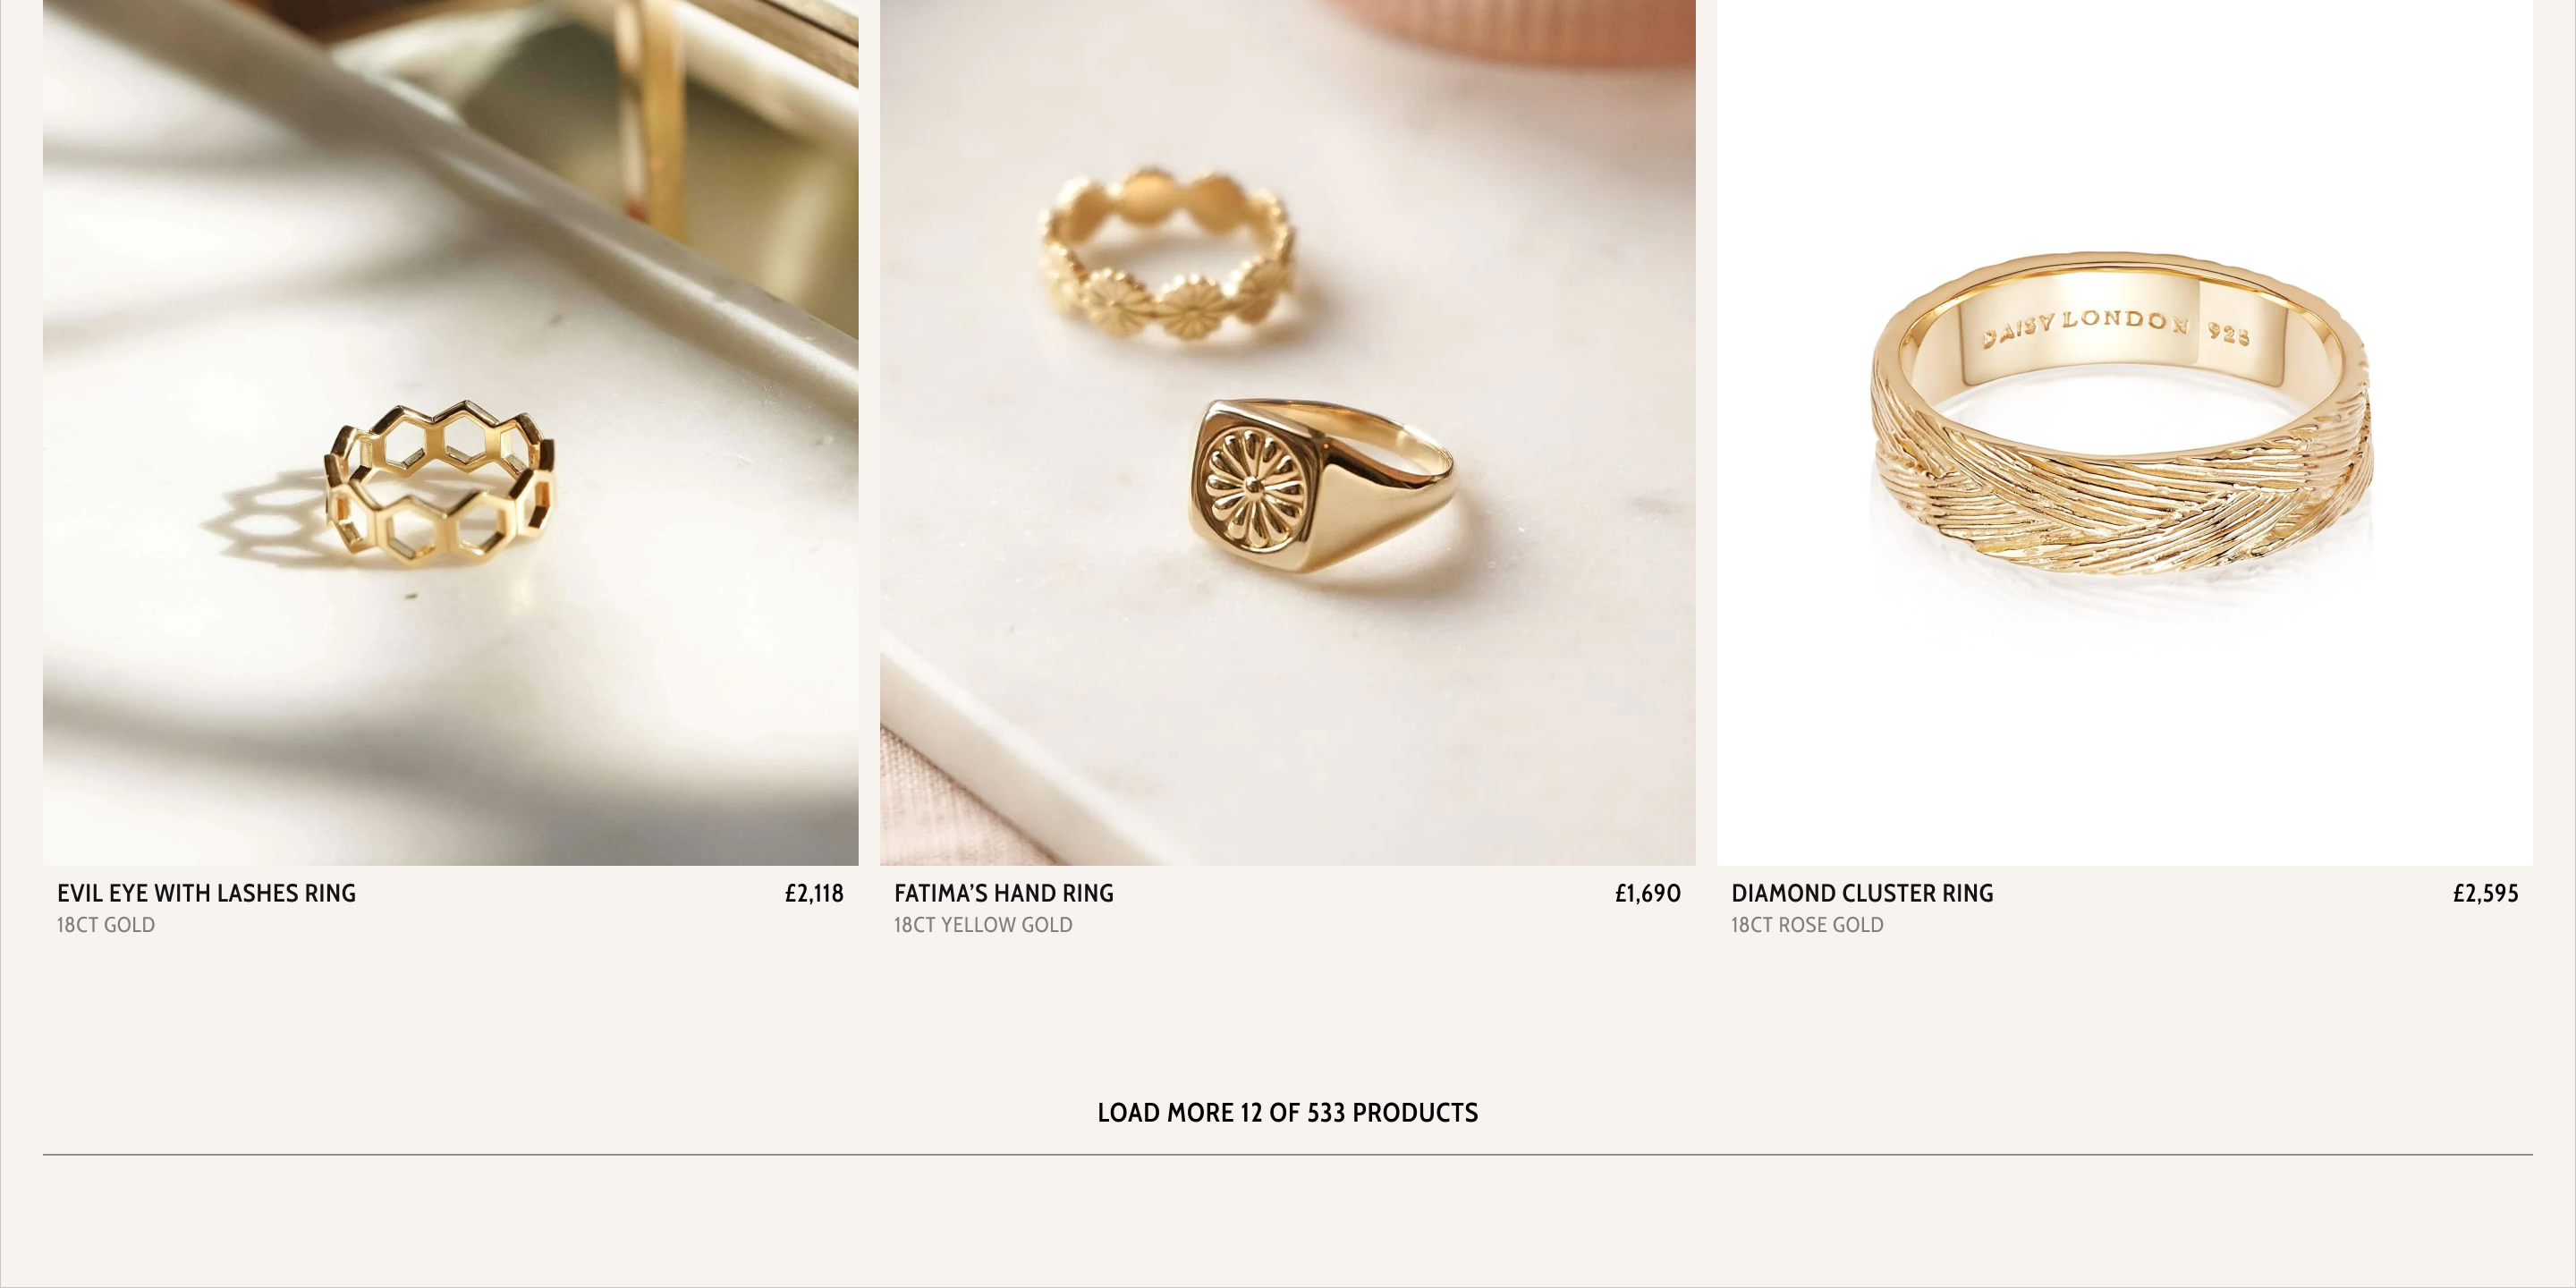 DAISY LONDON 925
EVIL EYE WITH LASHES RING
£2,118
18CT GOLD
FATIMA’S HAND RING
£1,690
18CT YELLOW GOLD
DIAMOND CLUSTER RING
£2,595
18CT ROSE GOLD
LOAD MORE 12 OF 533 PRODUCTS